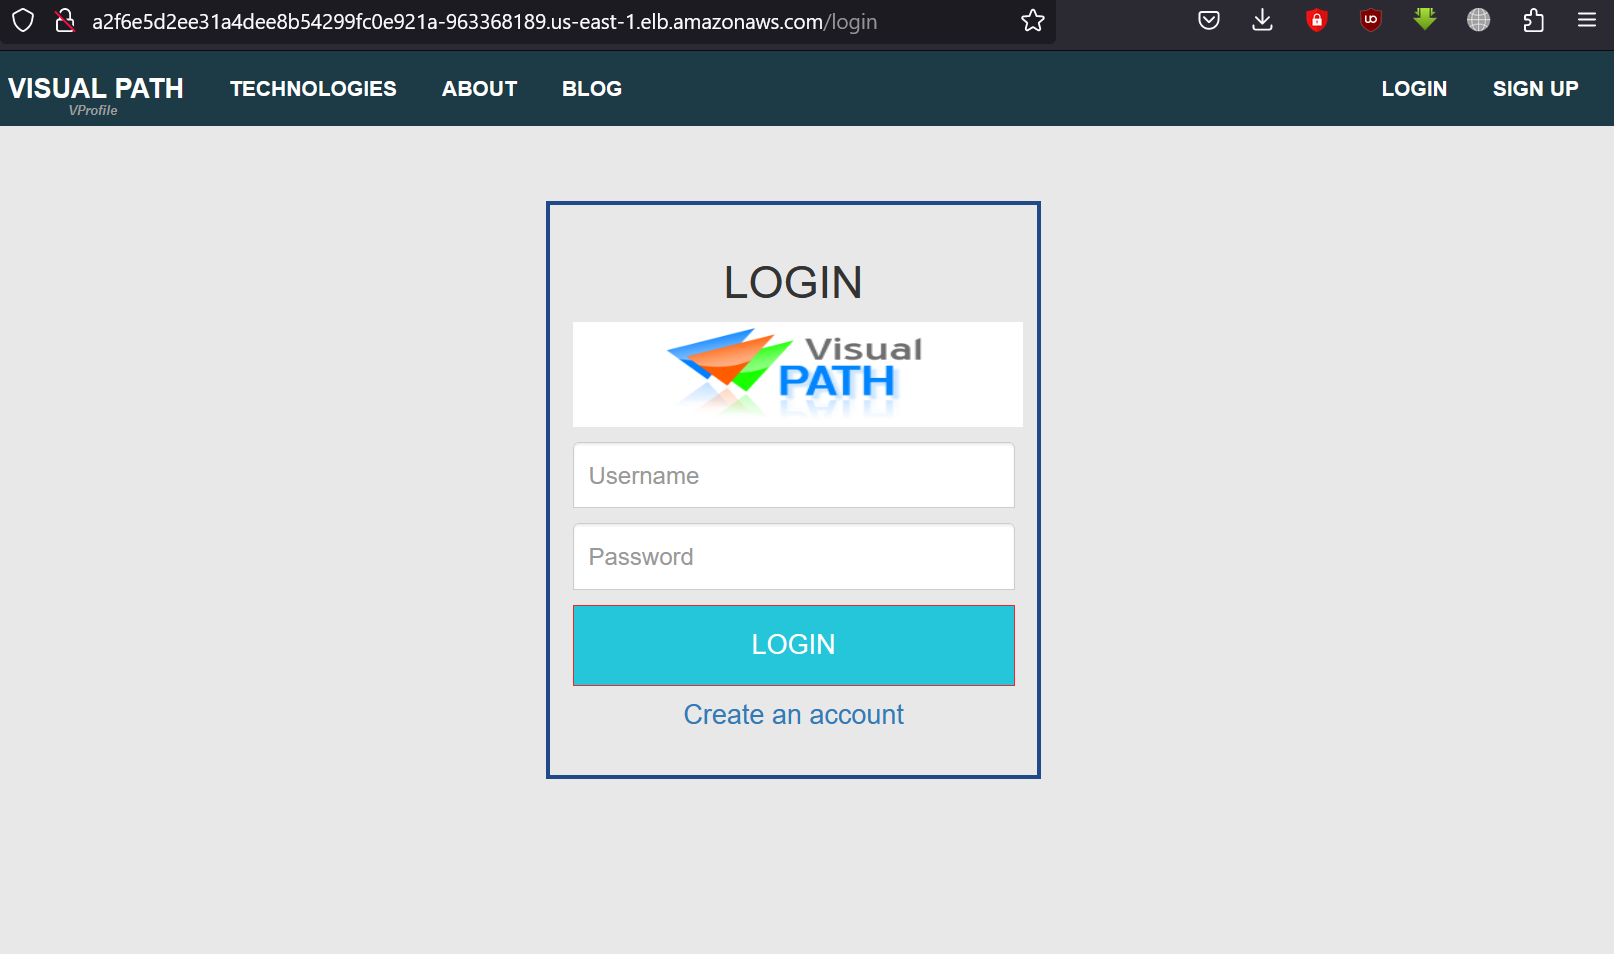 a2f6e5d2ee31a4dee8b54299fc0e921a-963368189.us-east-1.elb.amazonaws.com/login
VISUAL PATH TECHNOLOGIES ABOUT BLOG LOGIN SIGN UP
VProfile
LOGIN
Visual
PATH
Username
Password
LOGIN
Create an account